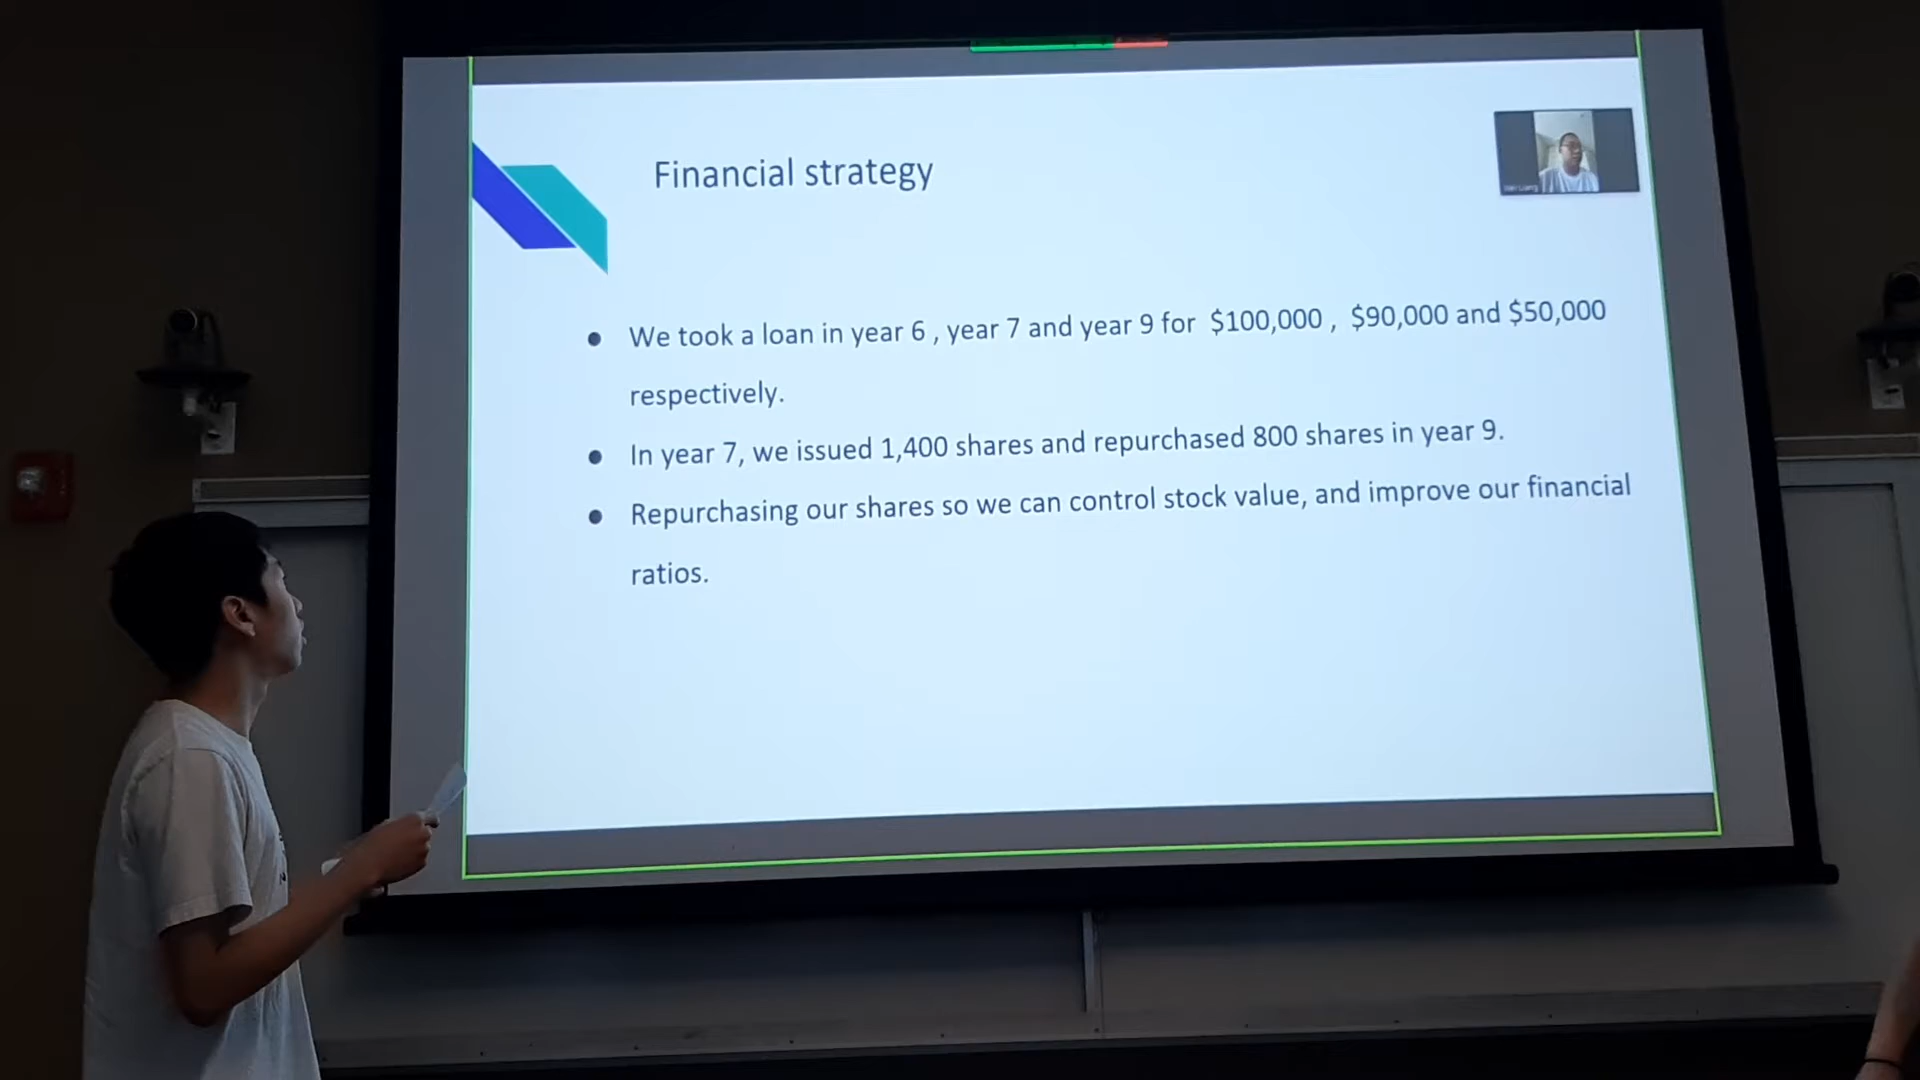 Financial strategy
● We took a loan in year 6 , year 7 and year 9 for $100,000 , $90,000 and $50,000
respectively.
● In year 7, we issued 1,400 shares and repurchased 800 shares in year 9.
● Repurchasing our shares so we can control stock value, and improve our financial
ratios.